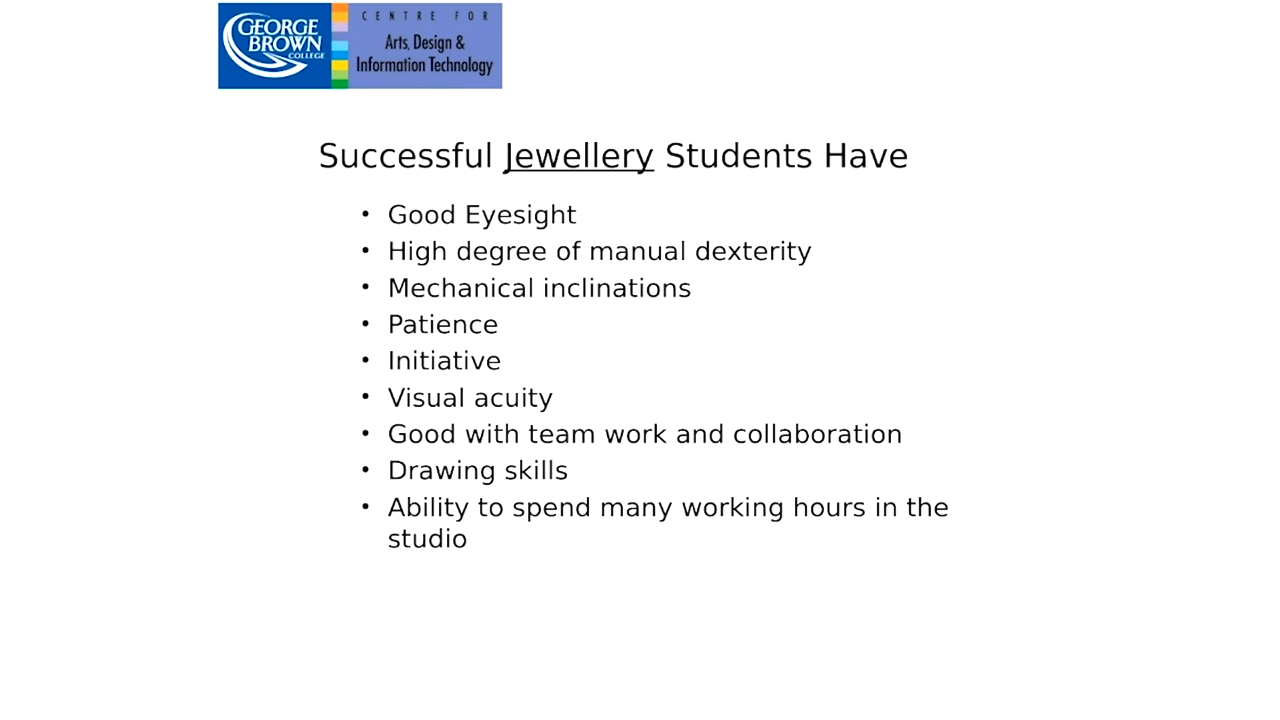 GEORGE
BROWN
COLLEGE
CENTRE FOR
Arts, Design &
Information Technology
Successful Jewellery Students Have
• Good Eyesight
• High degree of manual dexterity
• Mechanical inclinations
• Patience
• Initiative
• Visual acuity
• Good with team work and collaboration
• Drawing skills
• Ability to spend many working hours in the
studio